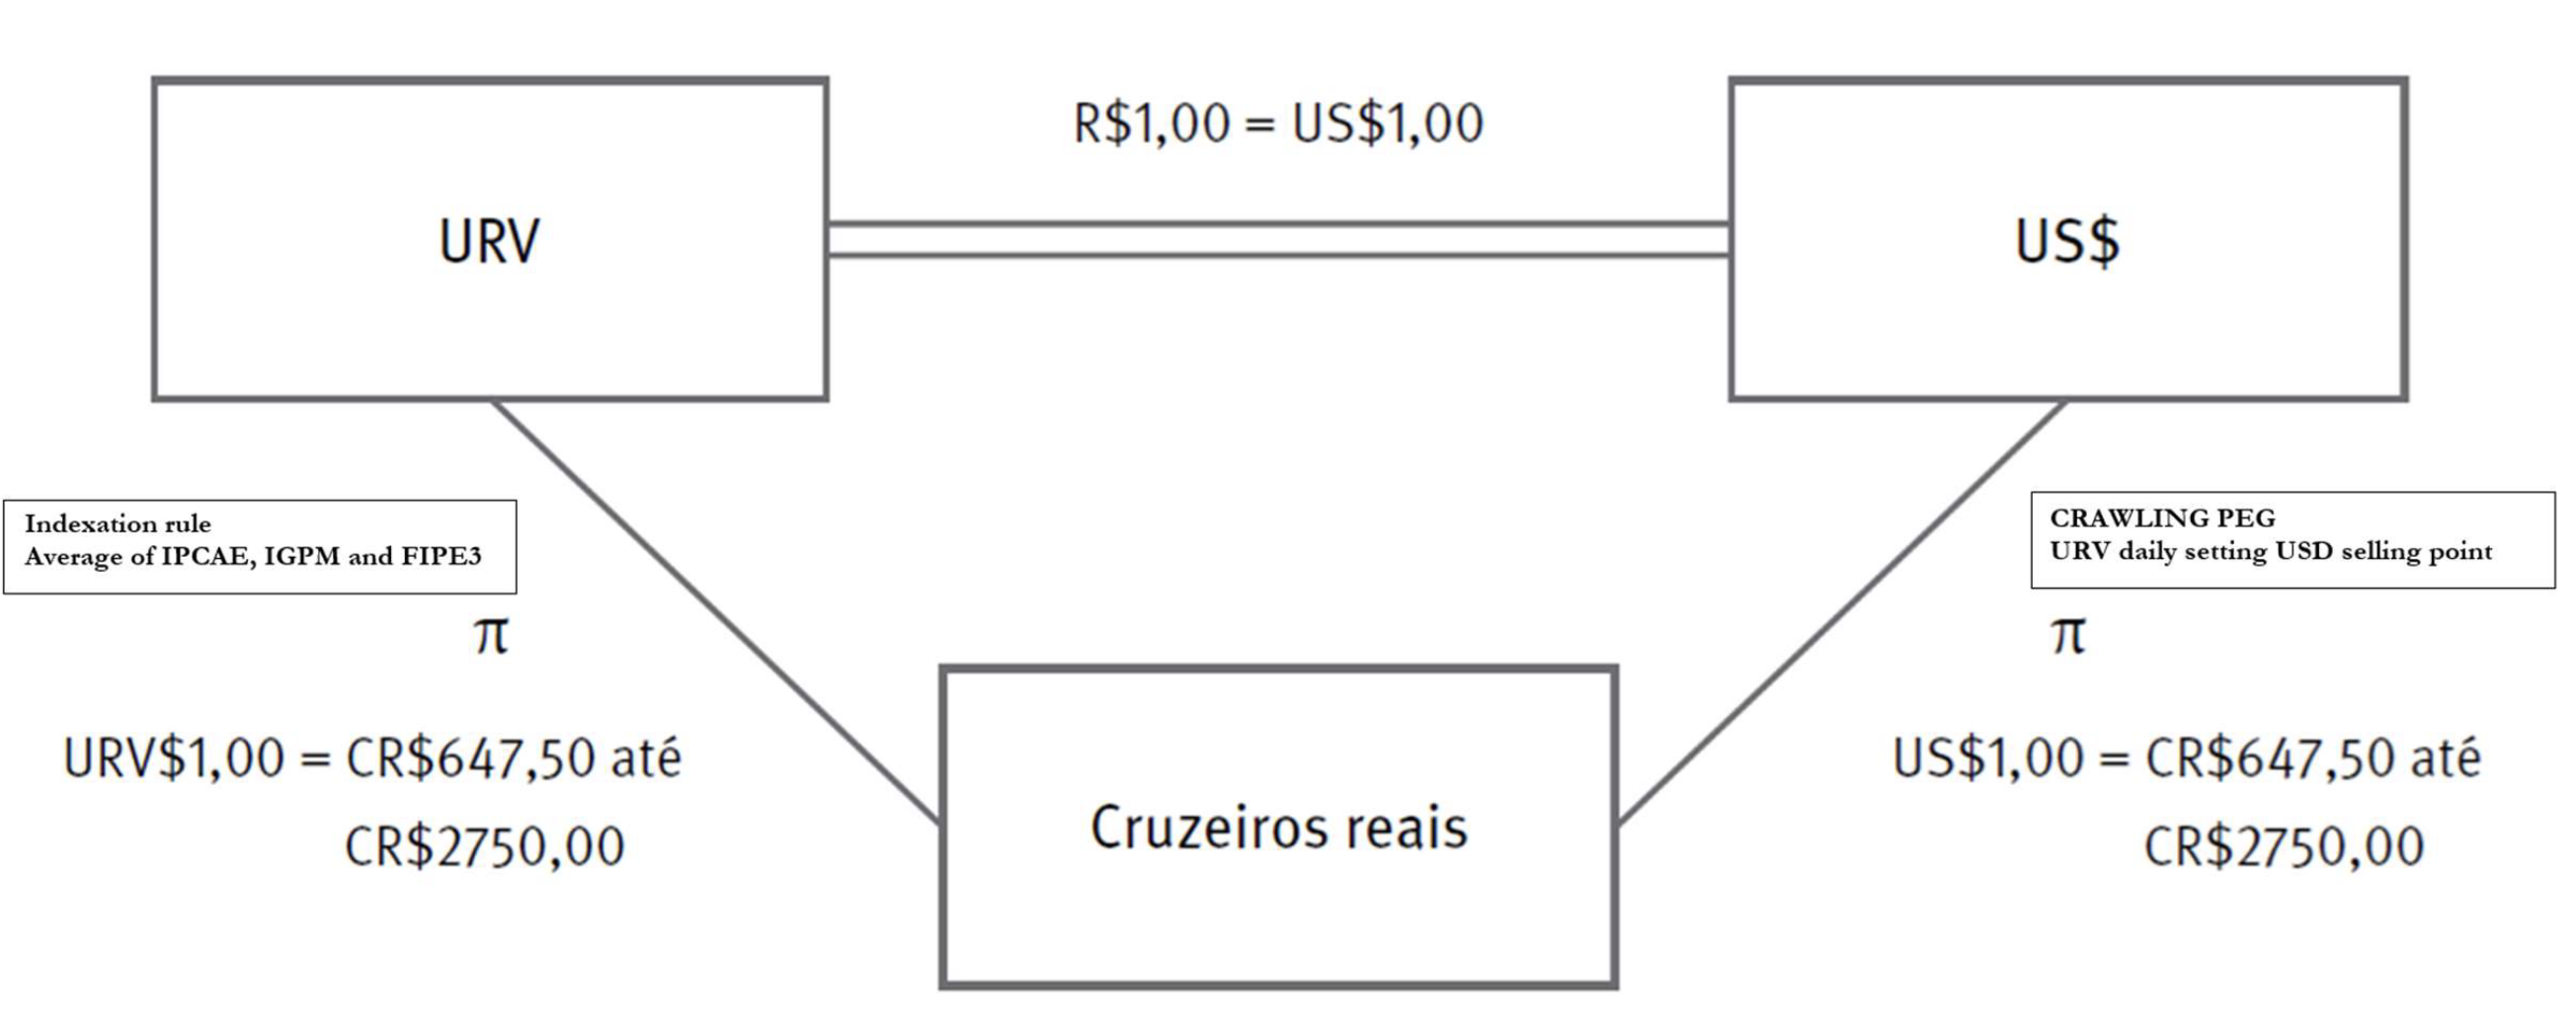 R$1,00 = US$1,00
URV
US$
Indexation rule
Average of IPCAE, IGPM and FIPE3
CRAWLING PEG
URV daily setting USD selling point
π
π
URV$1,00 = CR$647,50 até
CR$2750,00
Cruzeiros reais
US$1,00 = CR$647,50 até
CR$2750,00